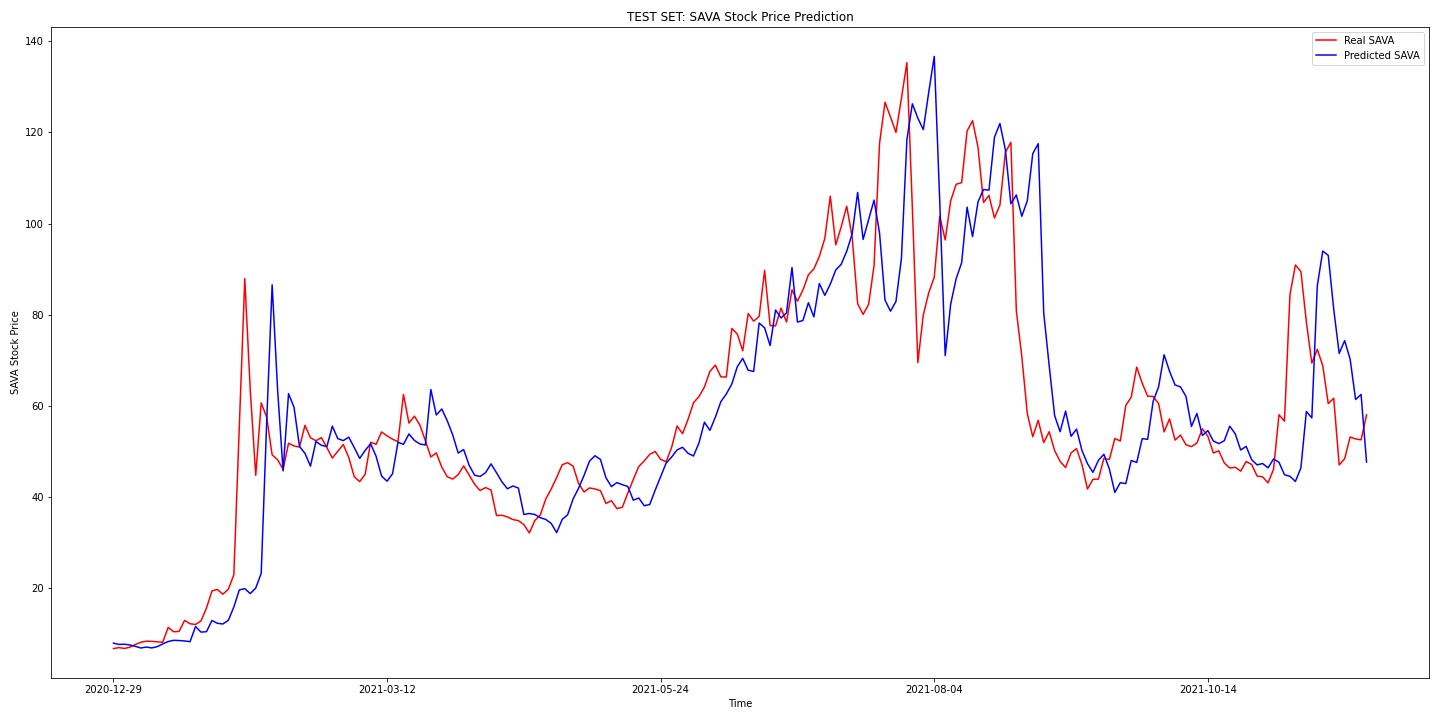 TEST SET: SAVA Stock Price Prediction
Real SAVA
Predicted SAVA
140
120
100
80
60
40
20
SAVA Stock Price
2020-12-29
2021-03-12
2021-05-24
2021-08-04
2021-10-14
Time